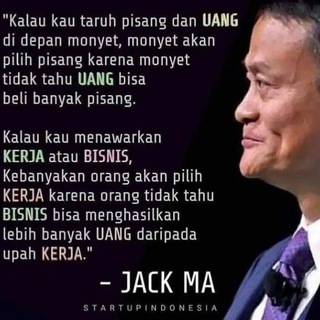 "Kalau kau taruh pisang dan UANG
di depan monyet, monyet akan
pilih pisang karena monyet
tidak tahu UANG bisa
beli banyak pisang.
Kalau kau menawarkan
KERJA atau BISNIS,
Kebanyakan orang akan pilih
KERJA karena orang tidak tahu
BISNIS bisa menghasilkan
lebih banyak UANG daripada
upah KERJA."
- JACK MA
STARTUPINDONESIA